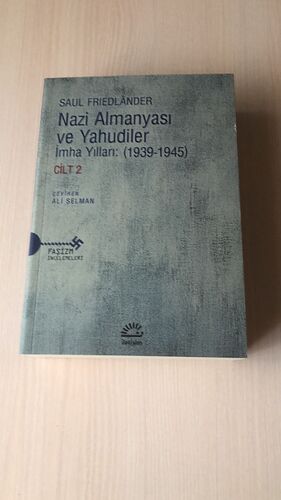 SAUL FRIEDLÄNDER
Nazi Almanyası
ve Yahudiler
İmha Yılları: (1939-1945)
CİLT 2
ÇEVİREN
ALİ SELMAN
FAŞİZM
İNCELEMELERİ
iletişim